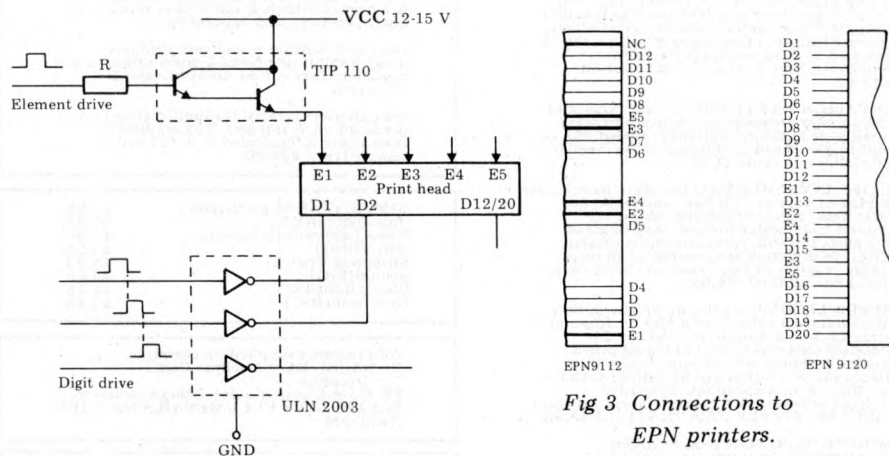 VCC 12-15 V
R
TIP 110
Element drive
E1 E2 E3 E4 E5
Print head
D1 D2 D12/20
Digit drive
ULN 2003
GND
NC
D12
D11
D10
D9
D8
E5
E3
D7
D6
E4
E2
D5
D4
D
D
D
E1
EPN9112
D1
D2
D3
D4
D5
D6
D7
D8
D9
D10
D11
D12
E1
D13
E2
E4
D14
D15
E3
E5
D16
D17
D18
D19
D20
EPN 9120
Fig 3 Connections to
EPN printers.